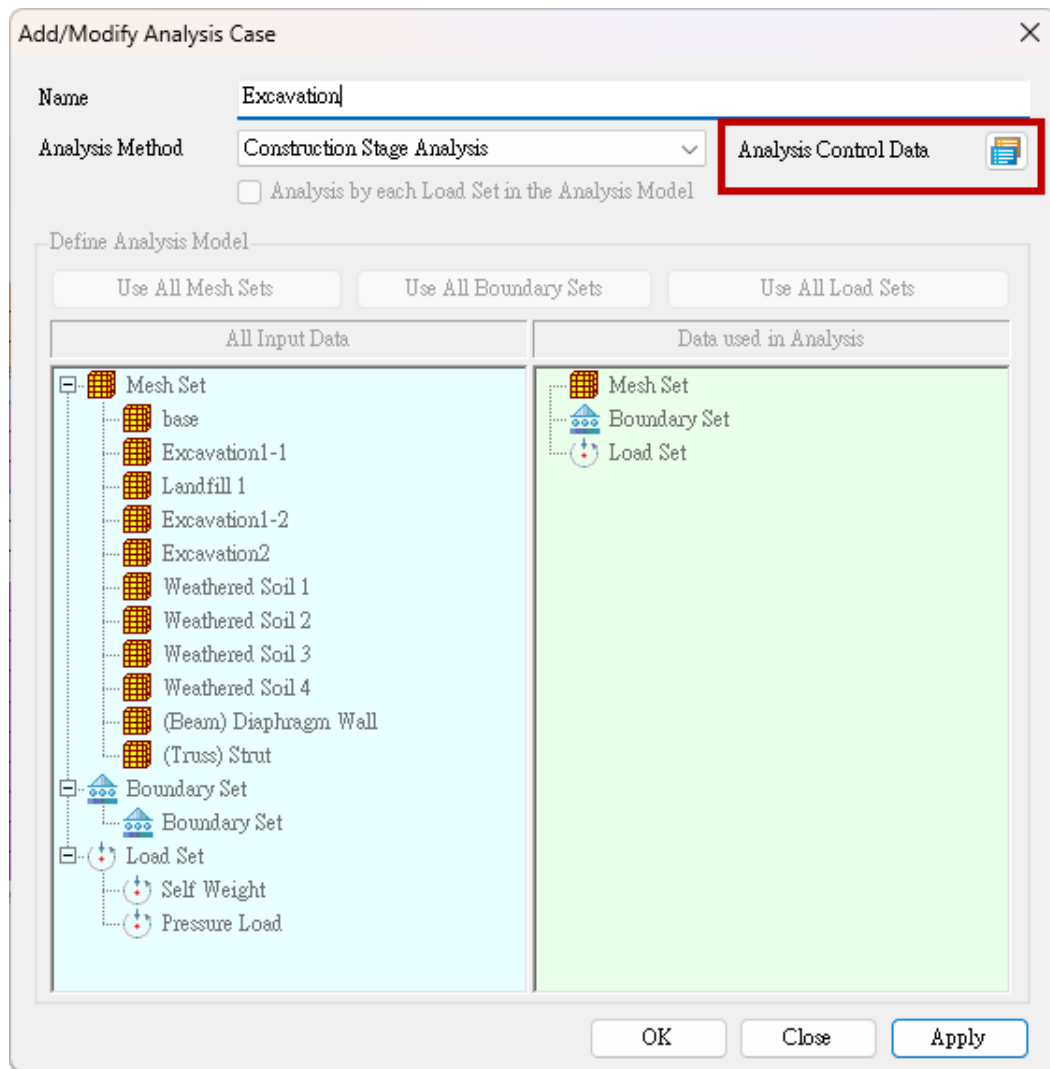 Add/Modify Analysis Case
Name
Excavation
Analysis Method
Construction Stage Analysis
Analysis Control Data
Analysis by each Load Set in the Analysis Model
Define Analysis Model
Use All Mesh Sets
Use All Boundary Sets
Use All Load Sets
All Input Data
Data used in Analysis
Mesh Set
base
Excavation1-1
Landfill 1
Excavation1-2
Excavation2
Weathered Soil 1
Weathered Soil 2
Weathered Soil 3
Weathered Soil 4
(Beam) Diaphragm Wall
(Truss) Strut
Boundary Set
Boundary Set
Load Set
Self Weight
Pressure Load
Mesh Set
Boundary Set
Load Set
OK
Close
Apply